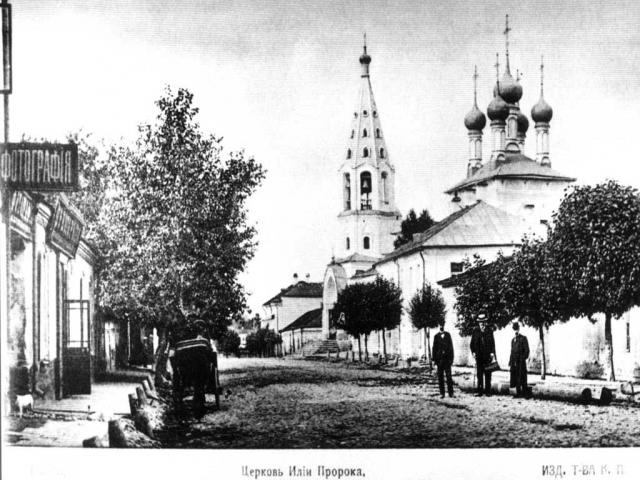 ФОТОГРАФІЯ
Церковь Иліи Пророка.
ИЗД. Т-ВА К. П.